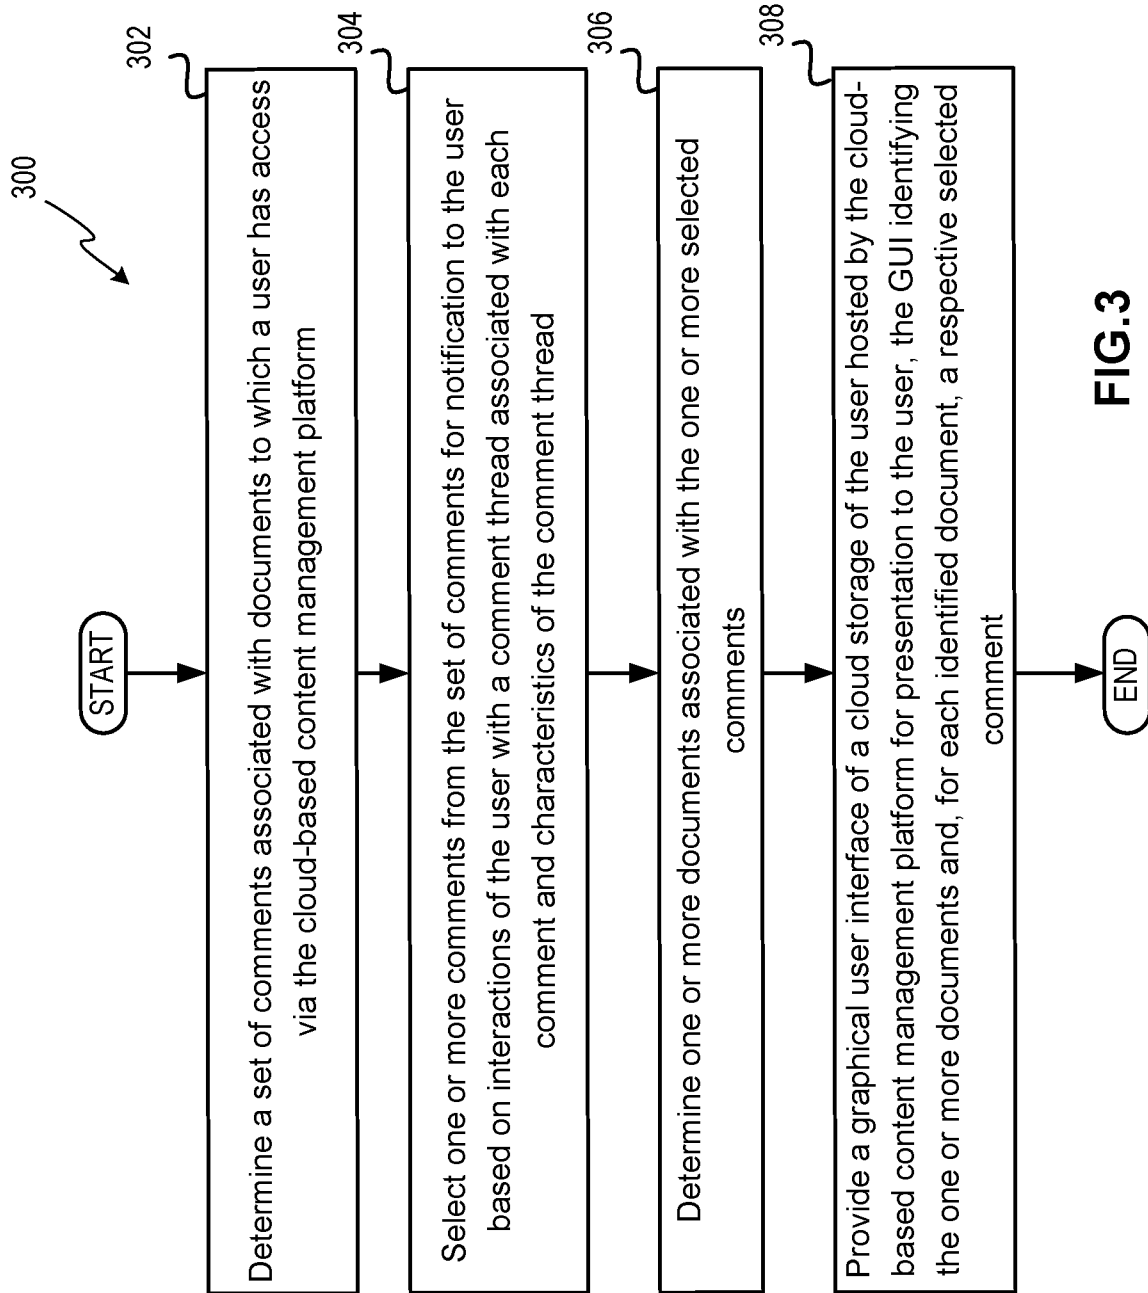 300
START
302
Determine a set of comments associated with documents to which a user has access
via the cloud-based content management platform
304
Select one or more comments from the set of comments for notification to the user
based on interactions of the user with a comment thread associated with each
comment and characteristics of the comment thread
306
Determine one or more documents associated with the one or more selected
comments
308
Provide a graphical user interface of a cloud storage of the user hosted by the cloud-
based content management platform for presentation to the user, the GUI identifying
the one or more documents and, for each identified document, a respective selected
comment
END
FIG.3